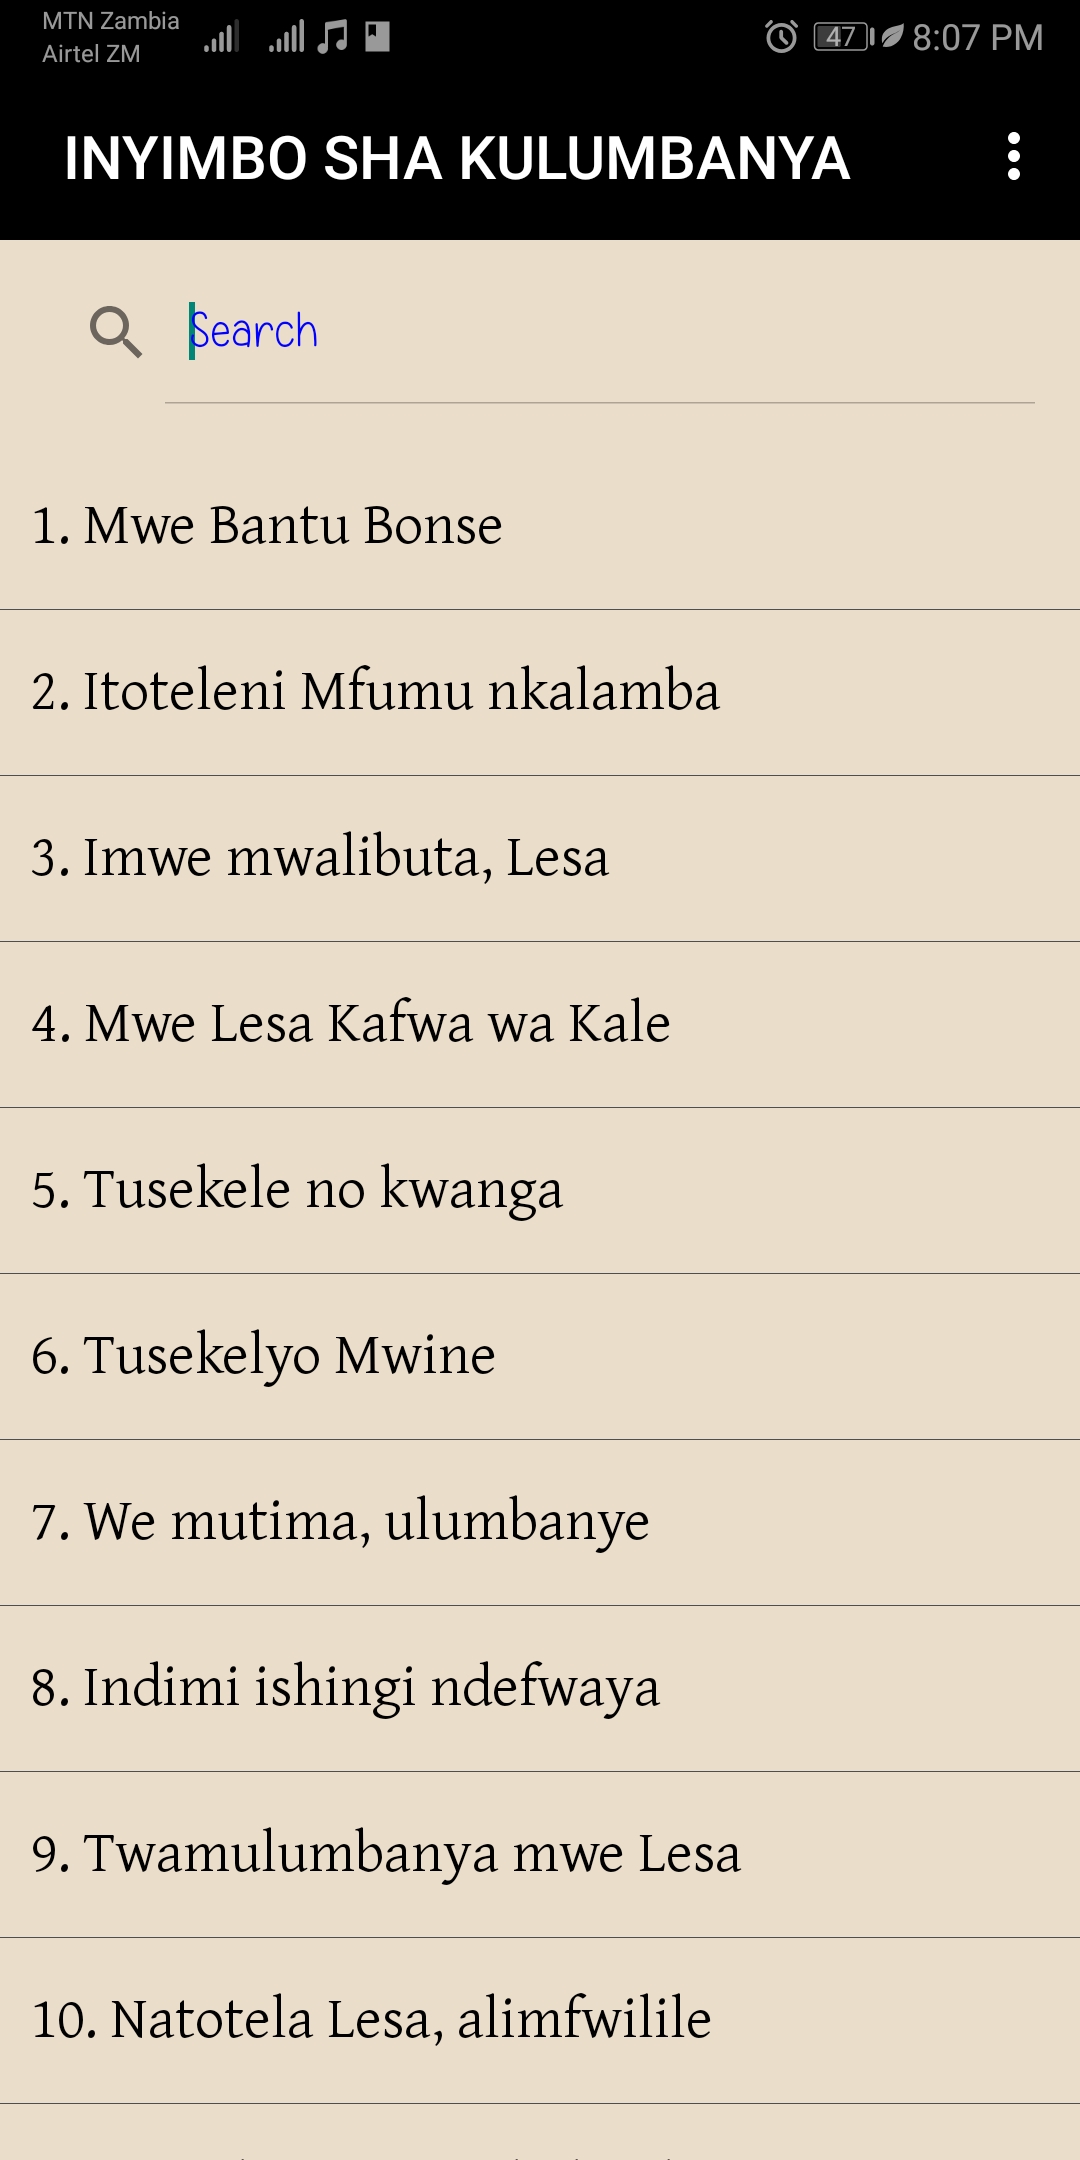 MTN Zambia
Airtel ZM
47
8:07 PM
INYIMBO SHA KULUMBANYA
Search
1. Mwe Bantu Bonse
2. Itoteleni Mfumu nkalamba
3. Imwe mwalibuta, Lesa
4. Mwe Lesa Kafwa wa Kale
5. Tusekele no kwanga
6. Tusekelyo Mwine
7. We mutima, ulumbanye
8. Indimi ishingi ndefwaya
9. Twamulumbanya mwe Lesa
10. Natotela Lesa, alimfwilile